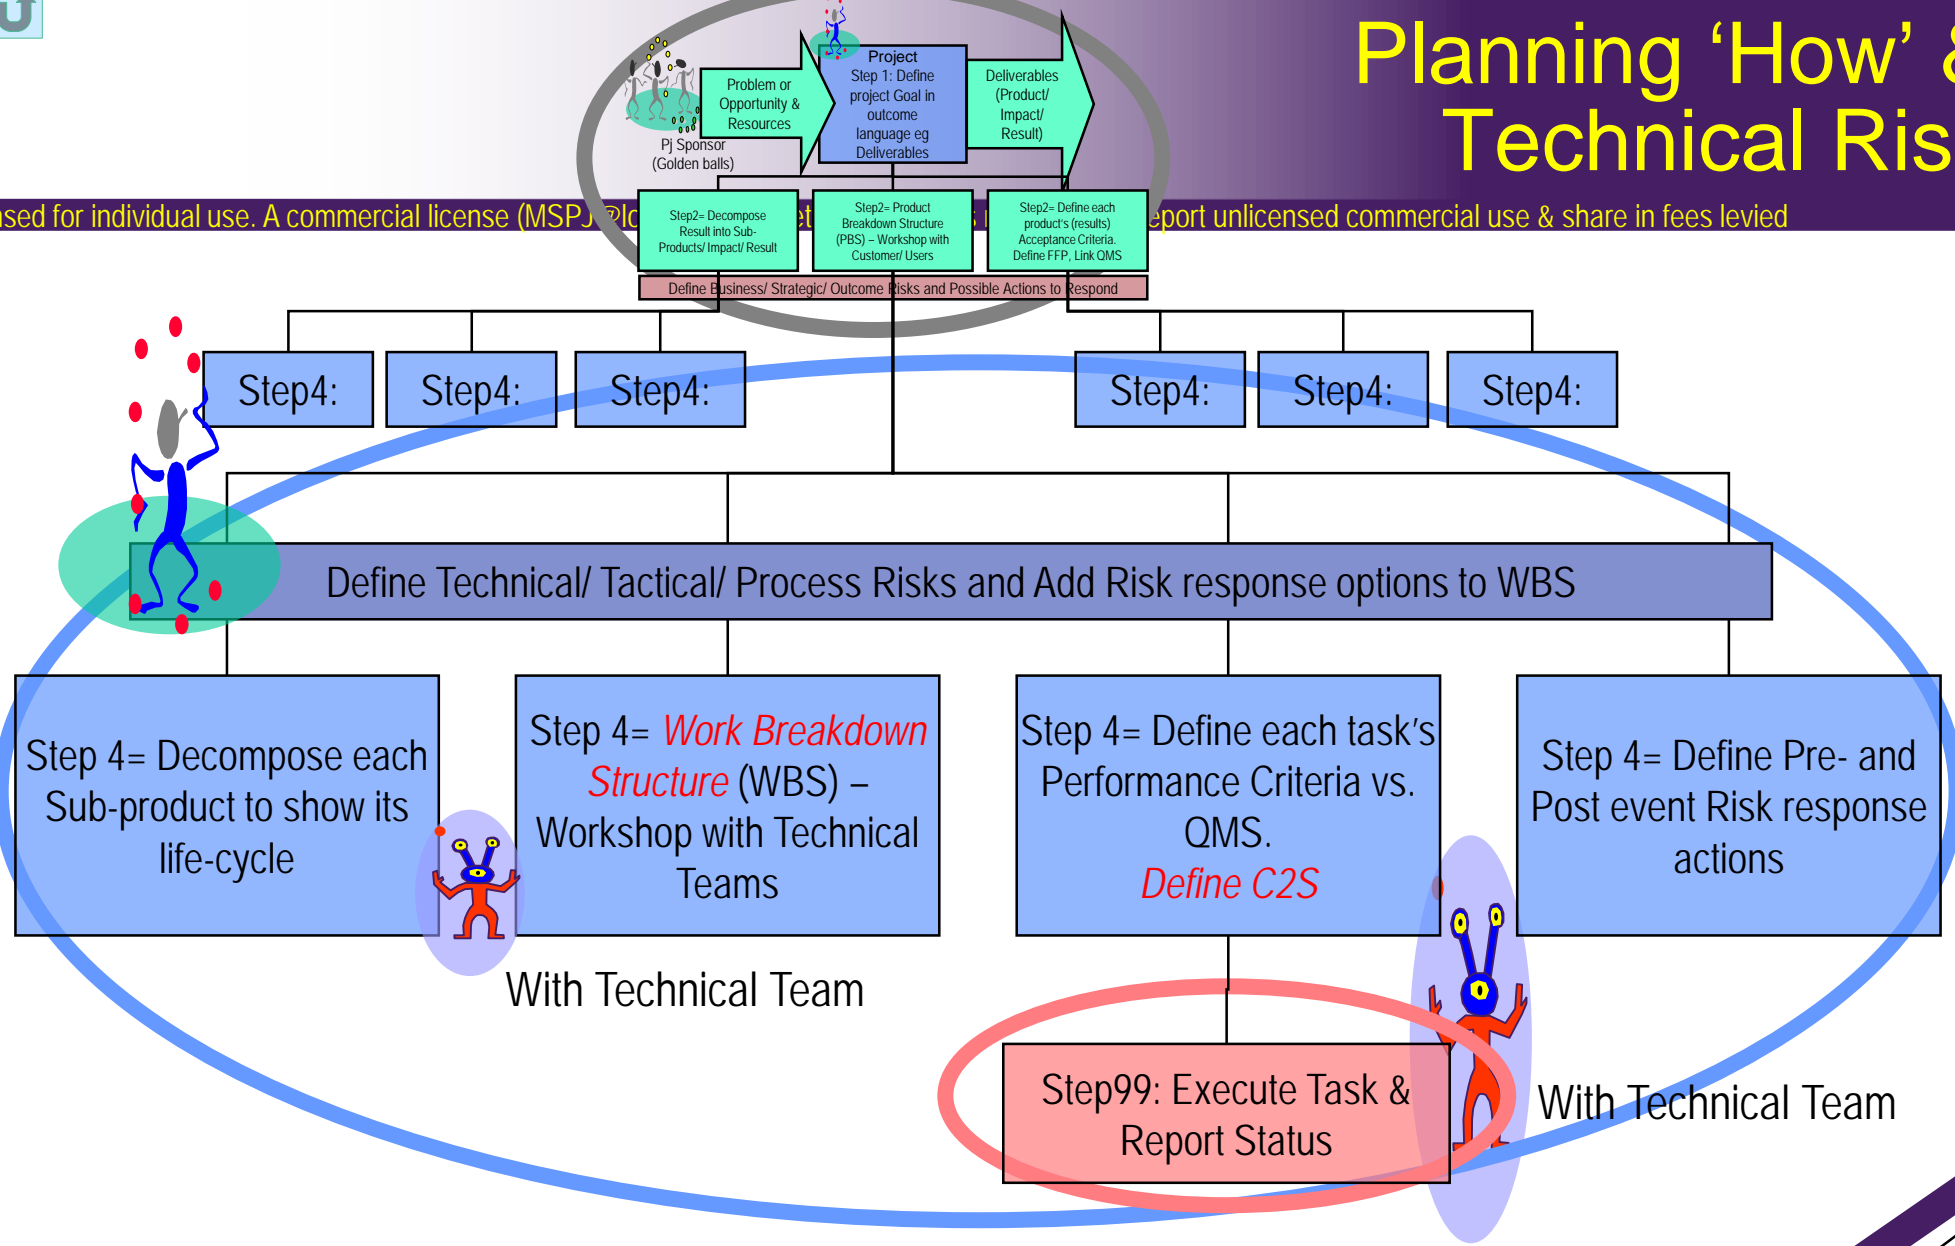 Planning ‘How’ &
Technical Ris
Project
Step 1: Define
project Goal in
outcome
language eg
Deliverables
Problem or
Opportunity &
Resources
Deliverables
(Product/
Impact/
Result)
Pj Sponsor
(Golden balls)
for individual use. A commercial license (MSPJ unlicensed commercial use & share in fees levied
Step2= Decompose
Result into Sub-
Products/ Impact/ Result
Step2= Product
Breakdown Structure
(PBS) – Workshop with
Customer/ Users
Step2= Define each
product's (results)
Acceptance Criteria.
Define FFP, Link QMS
Define Business/ Strategic/ Outcome Risks and Possible Actions to Respond
Step4:
Step4:
Step4:
Step4:
Step4:
Step4:
Define Technical/ Tactical/ Process Risks and Add Risk response options to WBS
Step 4= Decompose each
Sub-product to show its
life-cycle
Step 4= Work Breakdown
Structure (WBS) –
Workshop with Technical
Teams
Step 4= Define each task's
Performance Criteria vs.
QMS.
Define C2S
Step 4= Define Pre- and
Post event Risk response
actions
With Technical Team
Step99: Execute Task &
Report Status
With Technical Team